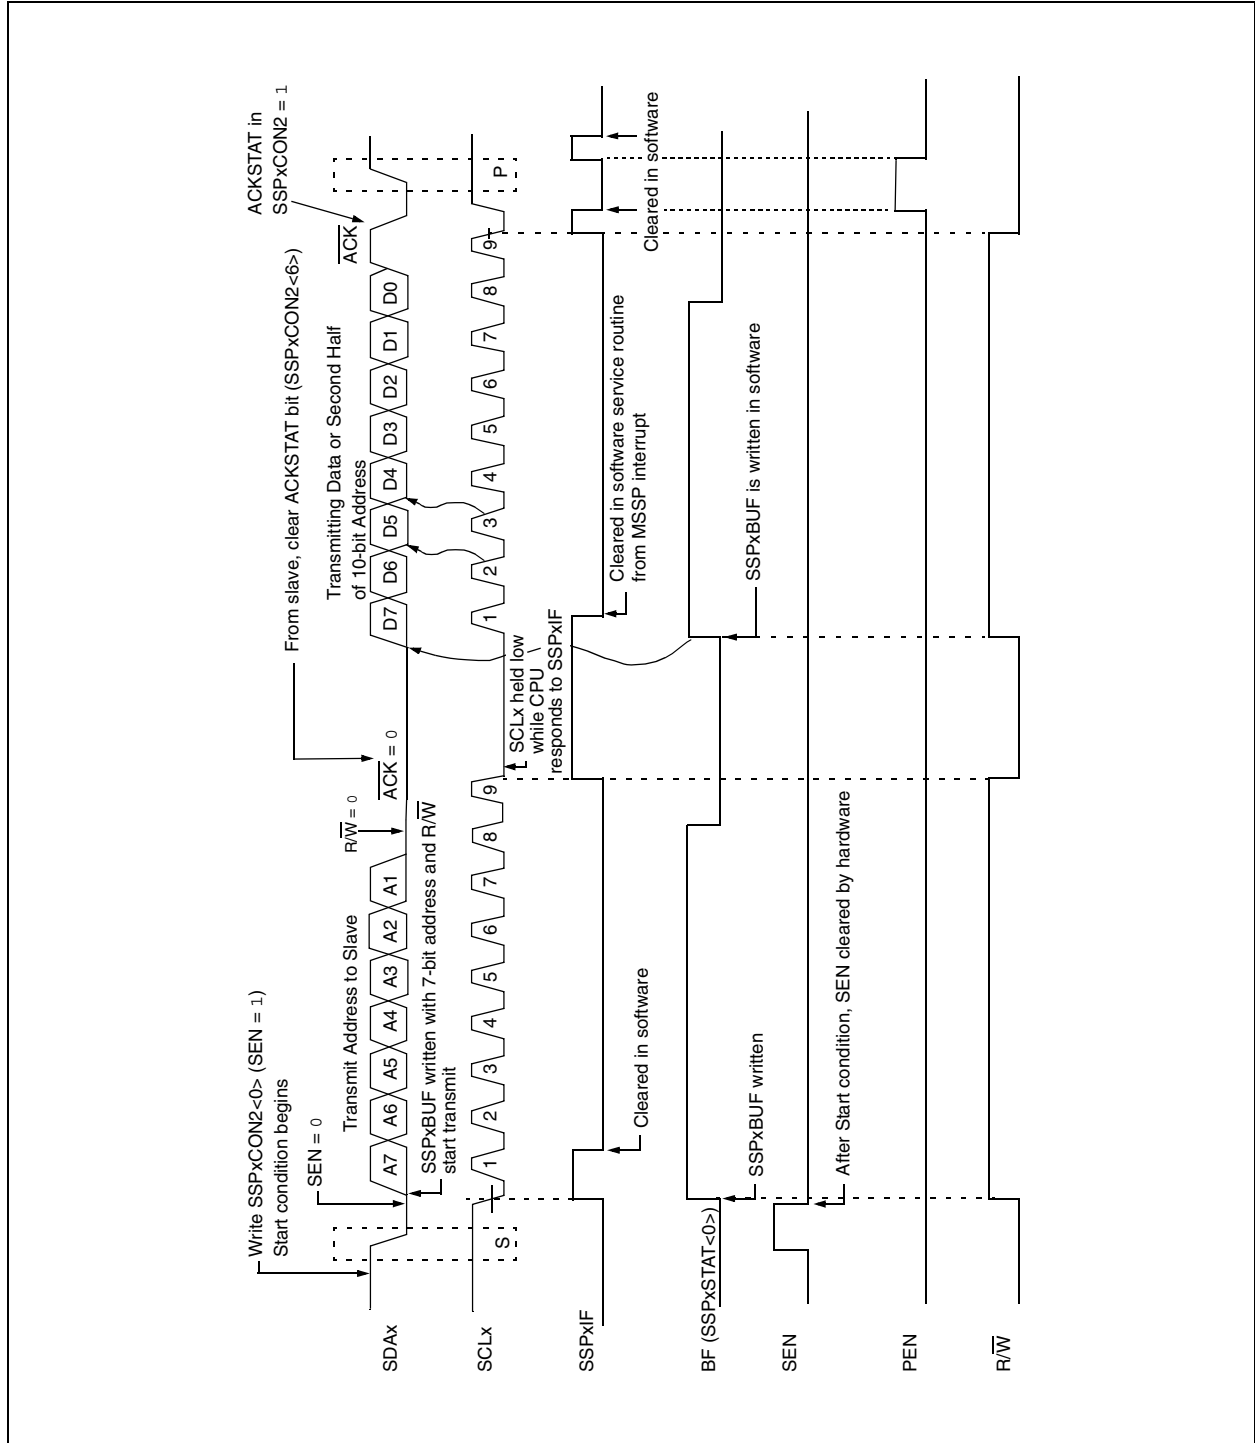 Write SSPxCON2<0> (SEN = 1)
Start condition begins
From slave, clear ACKSTAT bit (SSPxCON2<6>)
ACKSTAT in
SSPxCON2 = 1
SEN = 0
Transmit Address to Slave
R/W = 0
Transmitting Data or Second Half
of 10-bit Address
ACK
SDAx
A7 A6 A5 A4 A3 A2 A1
ACK = 0
D7 D6 D5 D4 D3 D2 D1 D0
SSPxBUF written with 7-bit address and R/W
start transmit
SCLx
S
1 2 3 4 5 6 7 8 9
1 2 3 4 5 6 7 8 9
P
SCLx held low
while CPU
responds to SSPxIF
SSPxIF
Cleared in software
Cleared in software service routine
from MSSP interrupt
Cleared in software
BF (SSPxSTAT<0>)
SSPxBUF written
SSPxBUF is written in software
SEN
After Start condition, SEN cleared by hardware
PEN
R/W